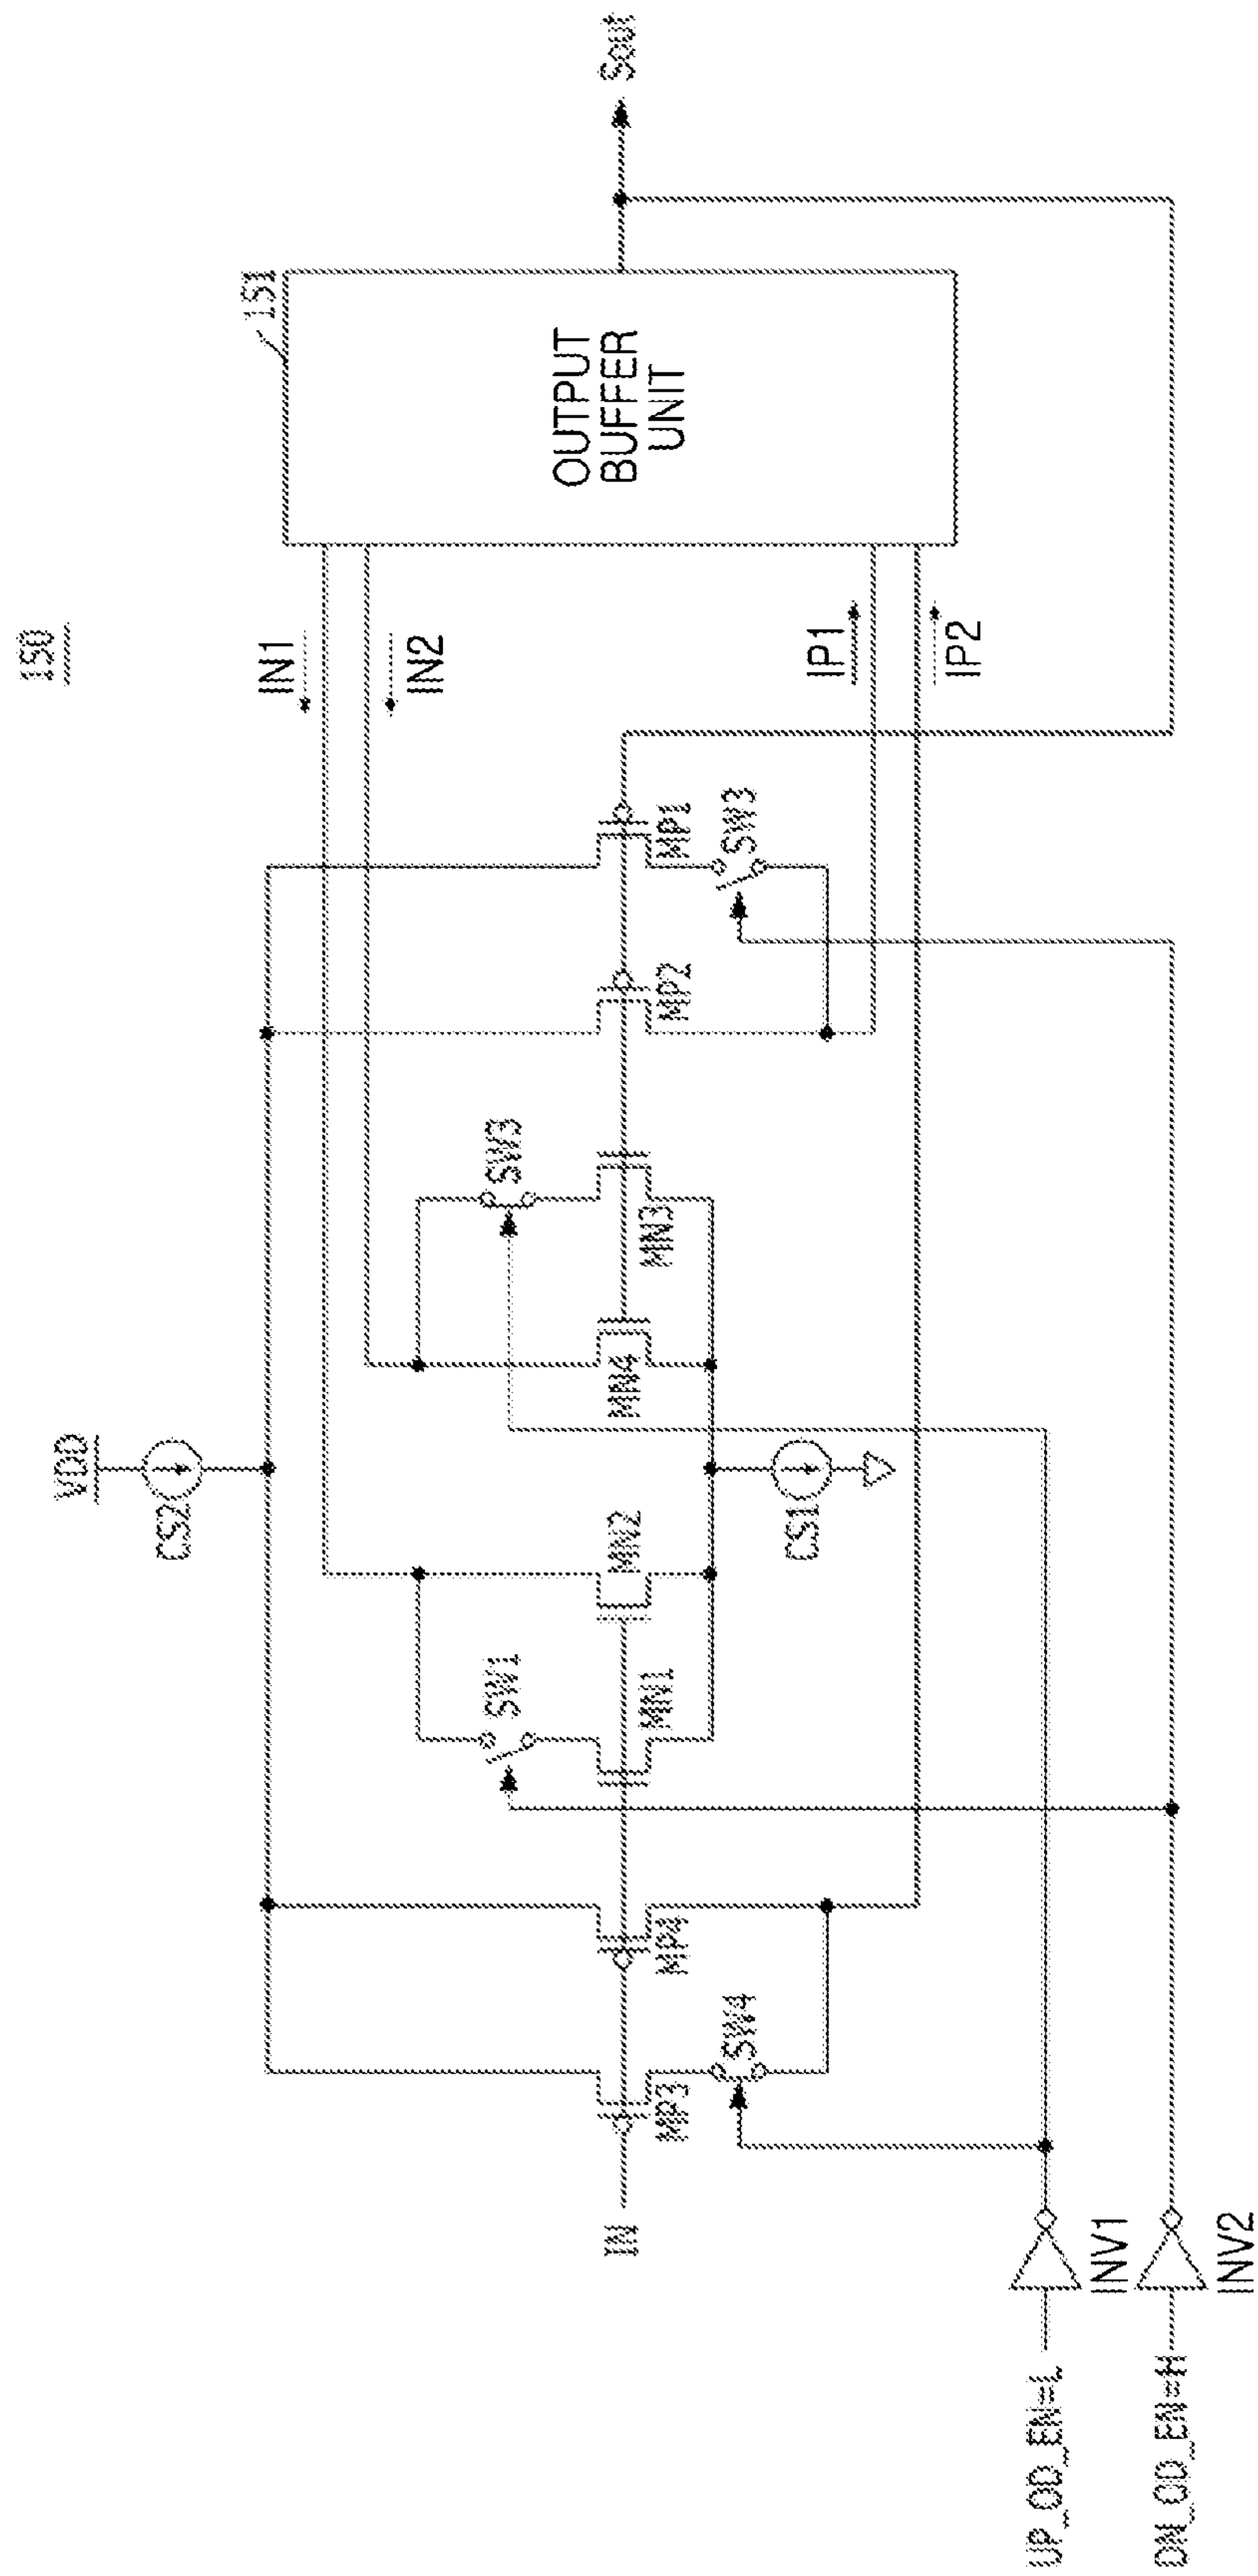 150
VDD
CS2
151
IN1
IN2
SW1
SW3
OUTPUT
BUFFER
UNIT
Sout
IN
MP3
MP4
MN1
MN2
MN4
MN3
MP2
MP1
SW4
SW3
CS1
IP1
IP2
UP_OD_EN=L
INV1
DN_OD_EN=H
INV2